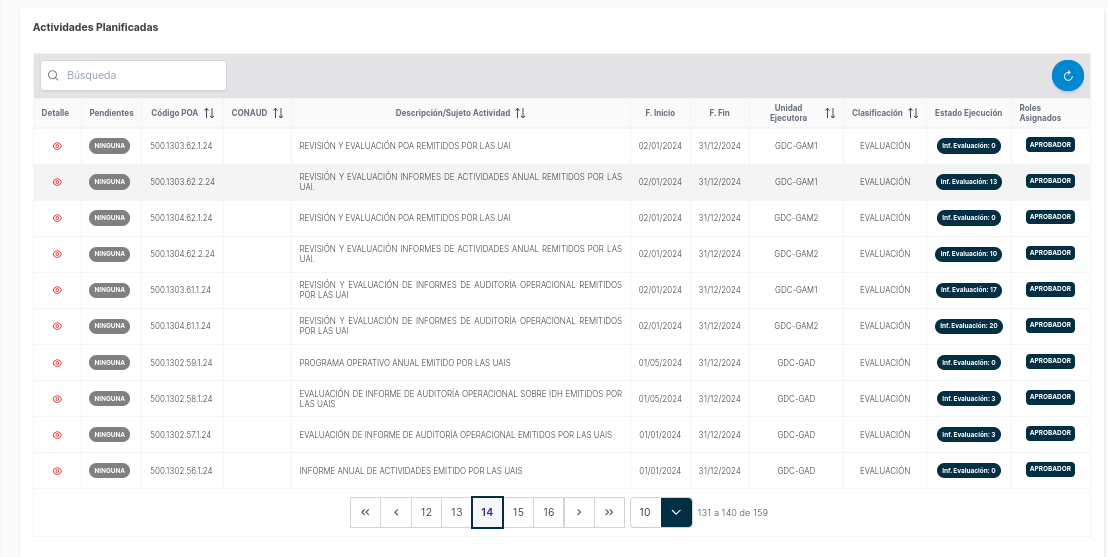 Actividades Planificadas
Búsqueda
Detalle Pendientes Código POA CONAUD Descripción/Sujeto Actividad F. Inicio F. Fin Unidad Ejecutora Clasificación Estado Ejecución Roles Asignados
NINGUNA 500.1303.62.1.24 REVISIÓN Y EVALUACIÓN POA REMITIDOS POR LAS UAI 02/01/2024 31/12/2024 GDC-GAM1 EVALUACIÓN Inf. Evaluación: 0 APROBADOR
NINGUNA 500.1303.62.2.24 REVISIÓN Y EVALUACIÓN INFORMES DE ACTIVIDADES ANUAL REMITIDOS POR LAS UAI. 02/01/2024 31/12/2024 GDC-GAM1 EVALUACIÓN Inf. Evaluación: 13 APROBADOR
NINGUNA 500.1304.62.1.24 REVISIÓN Y EVALUACIÓN POA REMITIDOS POR LAS UAI 02/01/2024 31/12/2024 GDC-GAM2 EVALUACIÓN Inf. Evaluación: 0 APROBADOR
NINGUNA 500.1304.62.2.24 REVISIÓN Y EVALUACIÓN INFORMES DE ACTIVIDADES ANUAL REMITIDOS POR LAS UAI. 02/01/2024 31/12/2024 GDC-GAM2 EVALUACIÓN Inf. Evaluación: 10 APROBADOR
NINGUNA 500.1303.61.1.24 REVISIÓN Y EVALUACIÓN DE INFORMES DE AUDITORÍA OPERACIONAL REMITIDOS POR LAS UAI 02/01/2024 31/12/2024 GDC-GAM1 EVALUACIÓN Inf. Evaluación: 17 APROBADOR
NINGUNA 500.1304.61.1.24 REVISIÓN Y EVALUACIÓN DE INFORMES DE AUDITORÍA OPERACIONAL REMITIDOS POR LAS UAI 02/01/2024 31/12/2024 GDC-GAM2 EVALUACIÓN Inf. Evaluación: 20 APROBADOR
NINGUNA 500.1302.59.1.24 PROGRAMA OPERATIVO ANUAL EMITIDO POR LAS UAIS 01/05/2024 31/12/2024 GDC-GAD EVALUACIÓN Inf. Evaluación: 0 APROBADOR
NINGUNA 500.1302.58.1.24 EVALUACIÓN DE INFORME DE AUDITORÍA OPERACIONAL SOBRE IDH EMITIDOS POR LAS UAIS 01/05/2024 31/12/2024 GDC-GAD EVALUACIÓN Inf. Evaluación: 3 APROBADOR
NINGUNA 500.1302.57.1.24 EVALUACIÓN DE INFORME DE AUDITORÍA OPERACIONAL EMITIDOS POR LAS UAIS 01/01/2024 31/12/2024 GDC-GAD EVALUACIÓN Inf. Evaluación: 3 APROBADOR
NINGUNA 500.1302.56.1.24 INFORME ANUAL DE ACTIVIDADES EMITIDO POR LAS UAIS 01/01/2024 31/12/2024 GDC-GAD EVALUACIÓN Inf. Evaluación: 0 APROBADOR
« ‹ 12 13 14 15 16 › » 10 131 a 140 de 159